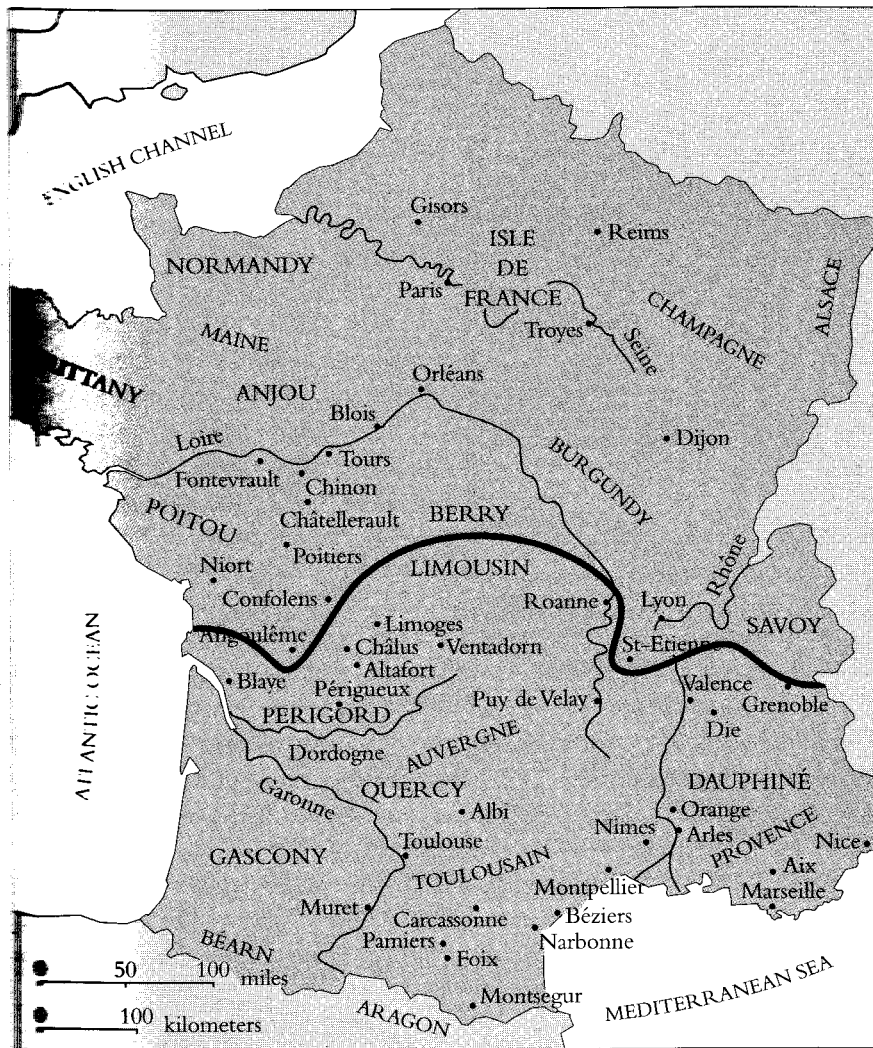 ENGLISH CHANNEL
Gisors
ISLE
DE
FRANCE
Reims
NORMANDY
Paris
CHAMPAGNE
ALSACE
MAINE
Troyes
Seine
ITTANY
ANJOU
Orléans
Blois
Dijon
Loire
Tours
Fontevrault
Chinon
BURGUNDY
POITOU
Châtellerault
BERRY
Poitiers
Niort
LIMOUSIN
Rhône
Confolens
Roanne
Lyon
SAVOY
Limoges
Angoulême
Châlus
Ventadorn
St-Etienne
Altafort
Blaye
Périgueux
Puy de Velay
Valence
Grenoble
PERIGORD
Die
ATLANTIC OCEAN
Dordogne
AUVERGNE
Garonne
QUERCY
DAUPHINÉ
Albi
Orange
Nimes
Arles
PROVENCE
Nice
Toulouse
GASCONY
TOULOUSAIN
Aix
Montpellier
Marseille
Muret
Carcassonne
Béziers
BÉARN
Pamiers
Narbonne
Foix
50 100 miles
Montsegur
MEDITERRANEAN SEA
100 kilometers
ARAGON